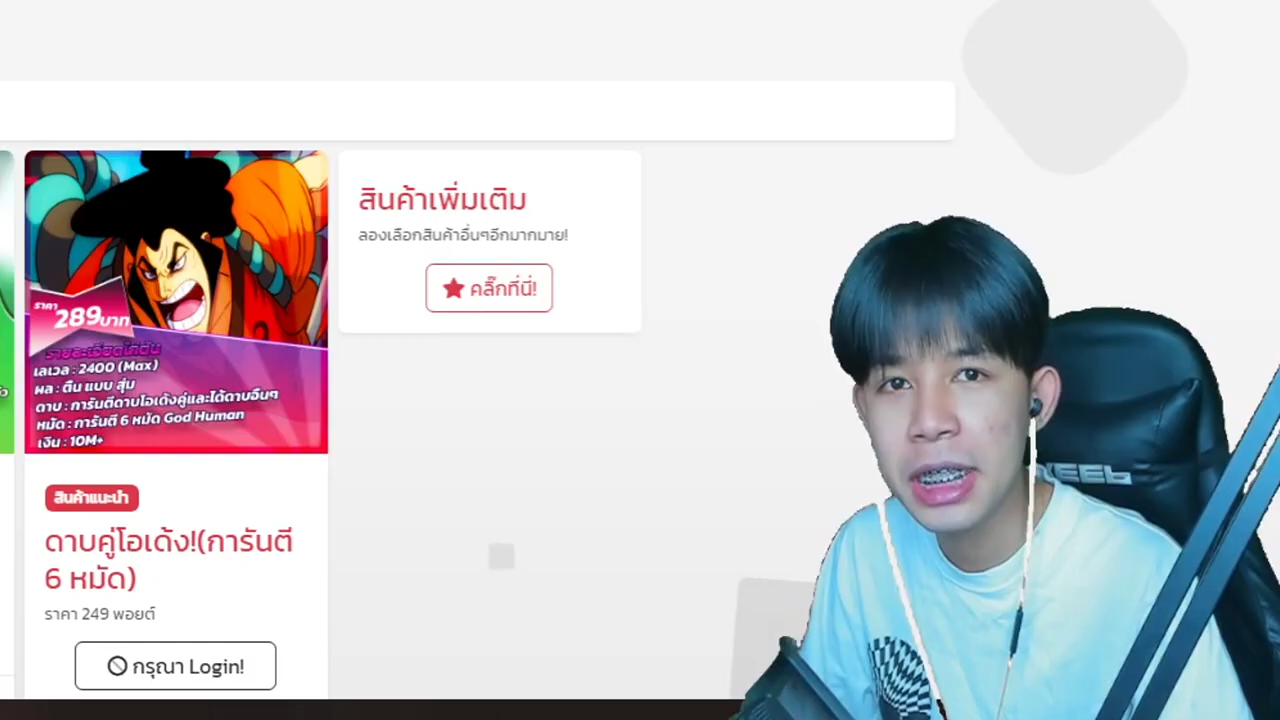 ราคา
289บาท
รายละเอียดไก่ตัน
เลเวล : 2400 (Max)
ผล : ตื่น แบบ สุ่ม
ดาบ : การันตีดาบโอเด้งคู่และได้ดาบอื่นๆ
หมัด : การันตี 6 หมัด God Human
เงิน : 10M+
สินค้าแนะนำ
ดาบคู่โอเด้ง!(การันตี
6 หมัด)
ราคา 249 พอยต์
กรุณา Login!
สินค้าเพิ่มเติม
ลองเลือกสินค้าอื่นๆอีกมากมาย!
คลิ๊กที่นี่!